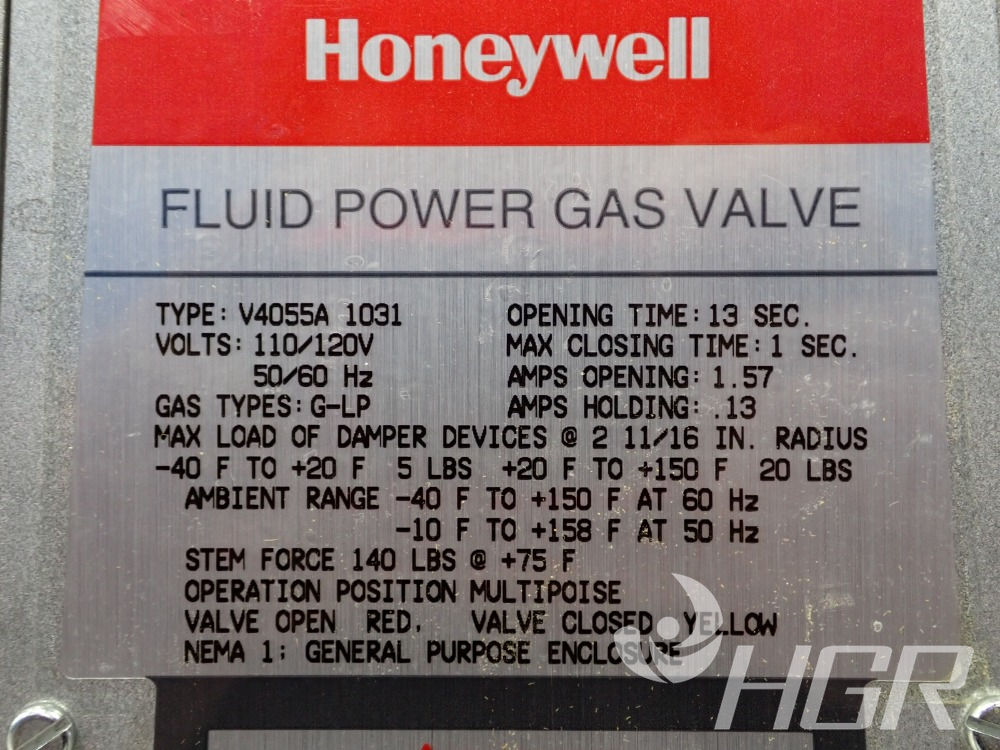 Honeywell
FLUID POWER GAS VALVE
TYPE: V4055A 1031 OPENING TIME: 13 SEC.
VOLTS: 110/120V MAX CLOSING TIME: 1 SEC.
50/60 Hz AMPS OPENING: 1.57
GAS TYPES: G-LP AMPS HOLDING: .13
MAX LOAD OF DAMPER DEVICES @ 2 11/16 IN. RADIUS
-40 F TO +20 F 5 LBS +20 F TO +150 F 20 LBS
AMBIENT RANGE -40 F TO +150 F AT 60 Hz
-10 F TO +158 F AT 50 Hz
STEM FORCE 140 LBS @ +75 F
OPERATION POSITION MULTIPOISE
VALVE OPEN RED. VALVE CLOSED YELLOW
NEMA 1: GENERAL PURPOSE ENCLOSURE
HGR